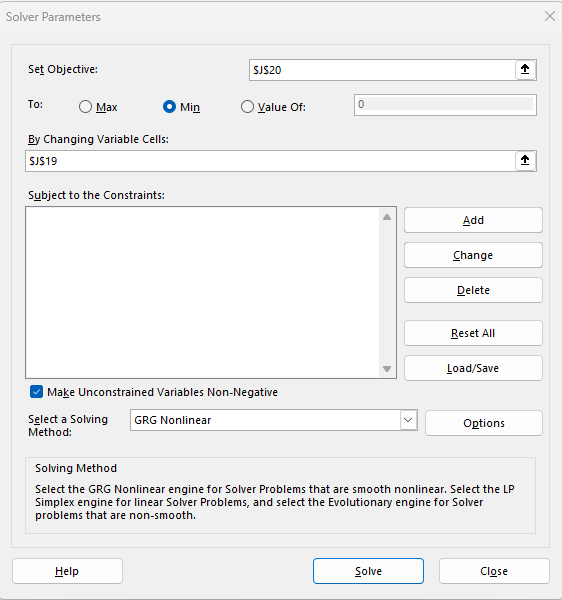 Solver Parameters
Set Objective:
$J$20
To:
Max
Min
Value Of:
0
By Changing Variable Cells:
$J$19
Subject to the Constraints:
Add
Change
Delete
Reset All
Load/Save
Make Unconstrained Variables Non-Negative
Select a Solving
Method:
GRG Nonlinear
Options
Solving Method
Select the GRG Nonlinear engine for Solver Problems that are smooth nonlinear. Select the LP
Simplex engine for linear Solver Problems, and select the Evolutionary engine for Solver
problems that are non-smooth.
Help
Solve
Close